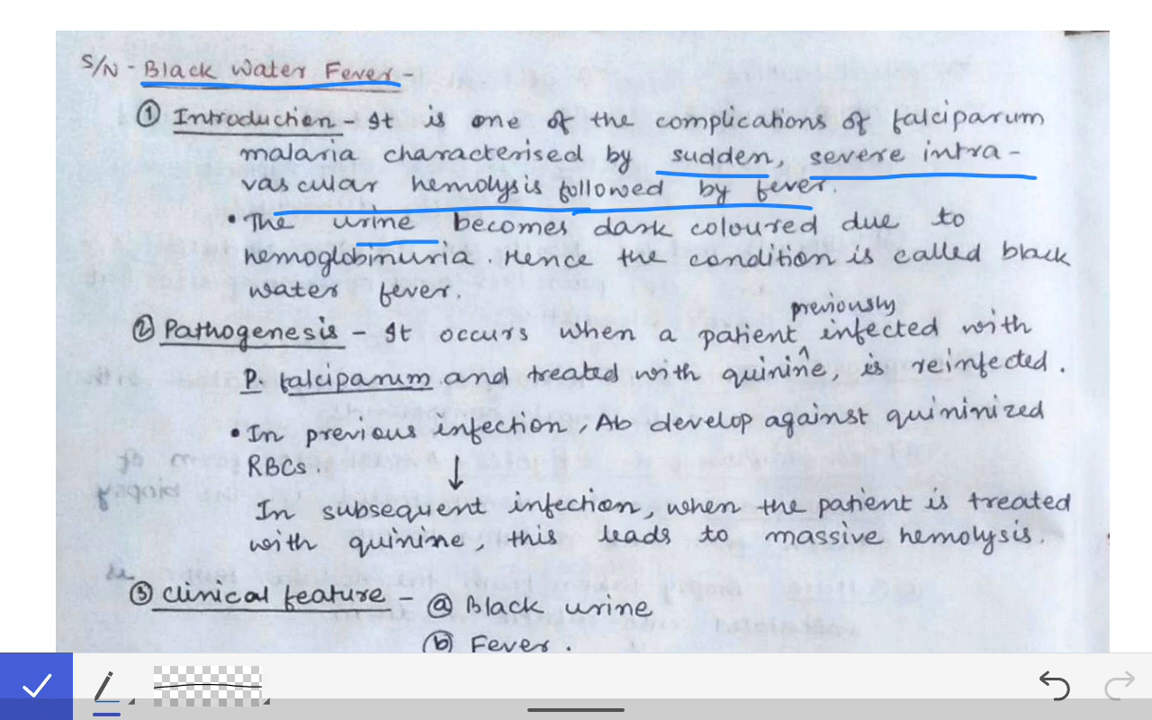 S/N - Black Water Fever -
① Introduction - It is one of the complications of falciparum
malaria characterised by sudden, severe intra-
vascular hemolysis followed by fever.
• The urine becomes dark coloured due to
hemoglobinuria. Hence the condition is called black
water fever.
previously
② Pathogenesis - It occurs when a patient ^ infected with
P. falciparum and treated with quinine, is reinfected.
• In previous infection, Ab develop against quininized
RBCs. ↓
In subsequent infection, when the patient is treated
with quinine, this leads to massive hemolysis.
③ Clinical feature - ⓐ Black urine
ⓑ Fever.